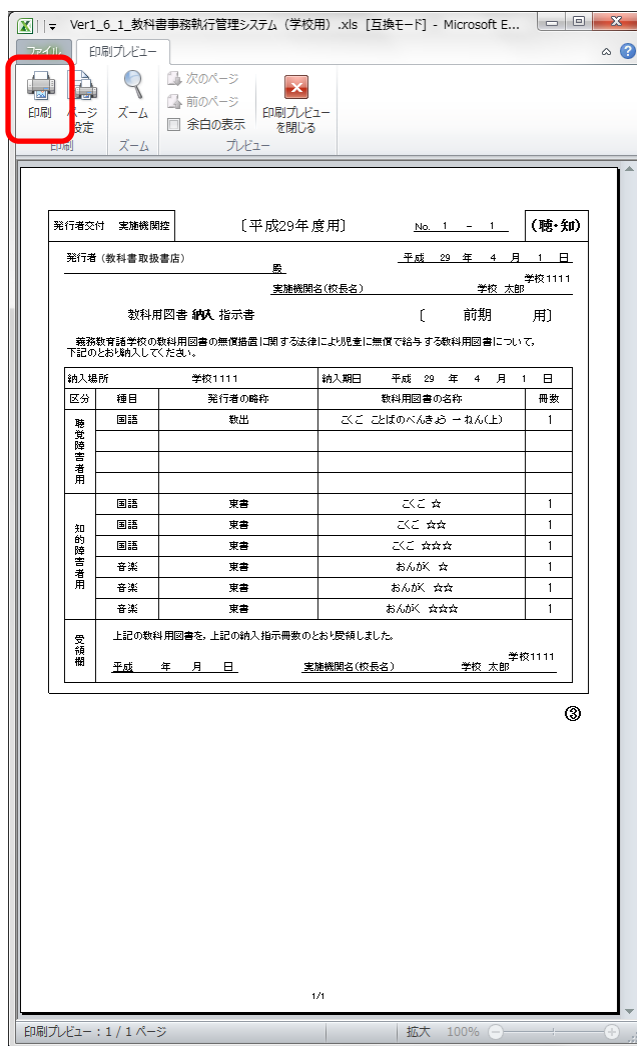 Ver1_6_1_教科書事務執行管理システム（学校用）.xls [互換モード] - Microsoft E...
ファイル 印刷プレビュー
印刷 ページ設定 ズーム 次のページ 前のページ 余白の表示 印刷プレビューを閉じる
印刷 ズーム プレビュー
発行者交付 実施機関控 〔平成29年度用〕 No. 1 - 1 (聴・知)
発行者 (教科書取扱書店) 殿 平成 29 年 4 月 1 日
学校1111
実施機関名(校長名) 学校 太郎
教科用図書 納入 指示書 〔 前期 用〕
義務教育諸学校の教科用図書の無償措置に関する法律により児童に無償で給与する教科用図書について,
下記のとおり納入してください。
納入場所 学校1111 納入期日 平成 29 年 4 月 1 日
区分 種目 発行者の略称 教科用図書の名称 冊数
聴覚障害者用 国語 教出 こくご ことばのべんきょう 一ねん(上) 1
知的障害者用 国語 東書 こくご ☆ 1
国語 東書 こくご ☆☆ 1
国語 東書 こくご ☆☆☆ 1
音楽 東書 おんがく ☆ 1
音楽 東書 おんがく ☆☆ 1
音楽 東書 おんがく ☆☆☆ 1
受領欄 上記の教科用図書を,上記の納入指示冊数のとおり受領しました。
学校1111
平成 年 月 日 実施機関名(校長名) 学校 太郎
③
1/1
印刷プレビュー : 1 / 1 ページ 拡大 100%